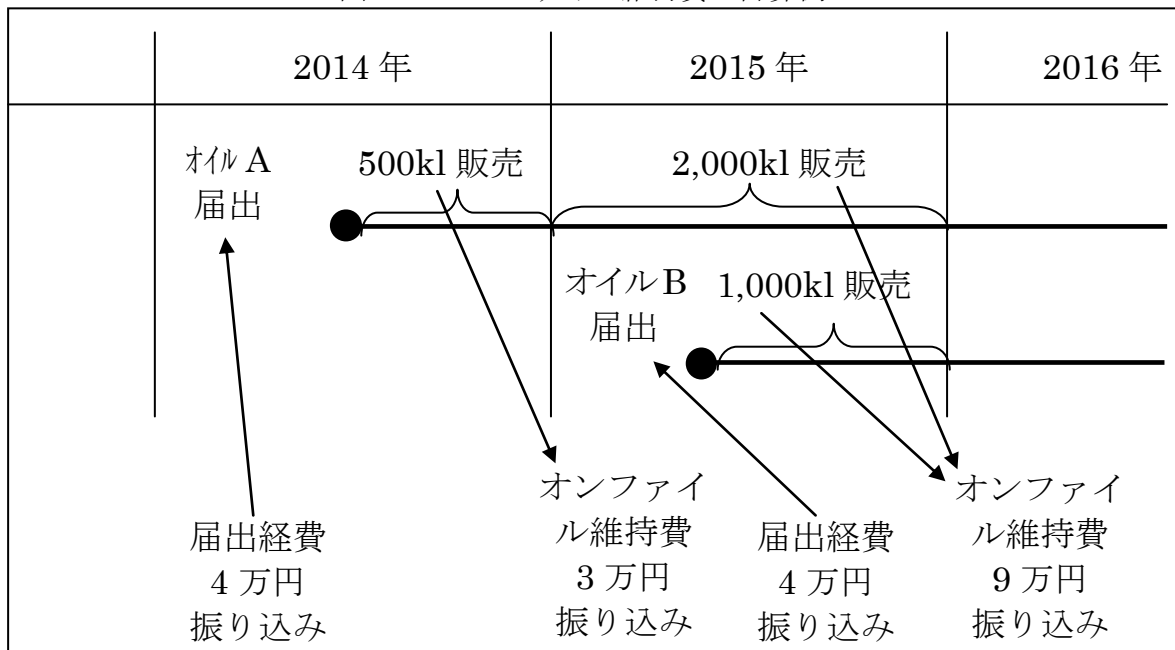 2014 年
2015 年
2016 年
ｵｲﾙ A
届出
500kl 販売
2,000kl 販売
オイルB
届出
1,000kl 販売
届出経費
4 万円
振り込み
オンファイ
ル維持費
3 万円
振り込み
届出経費
4 万円
振り込み
オンファイ
ル維持費
9 万円
振り込み